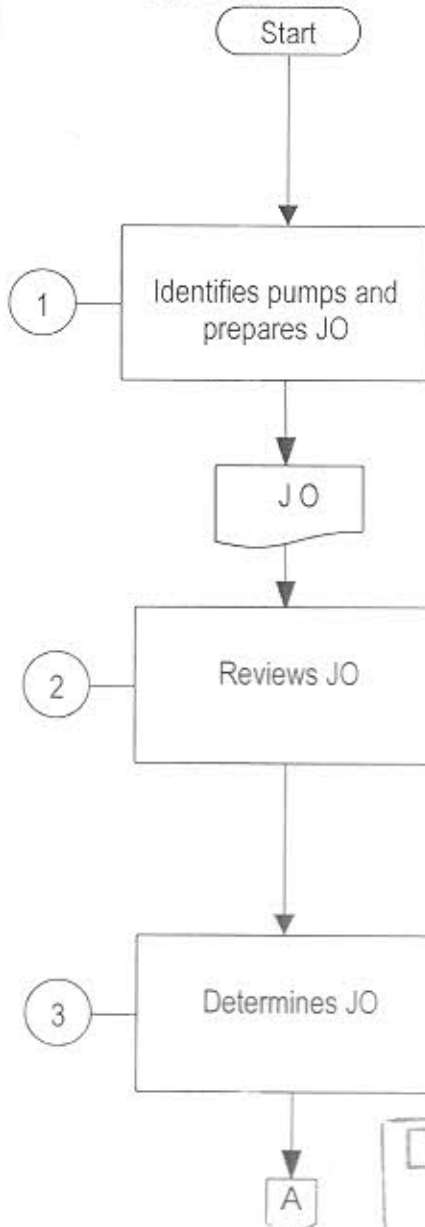 Start
1
Identifies pumps and
prepares JO
J O
2
Reviews JO
3
Determines JO
A